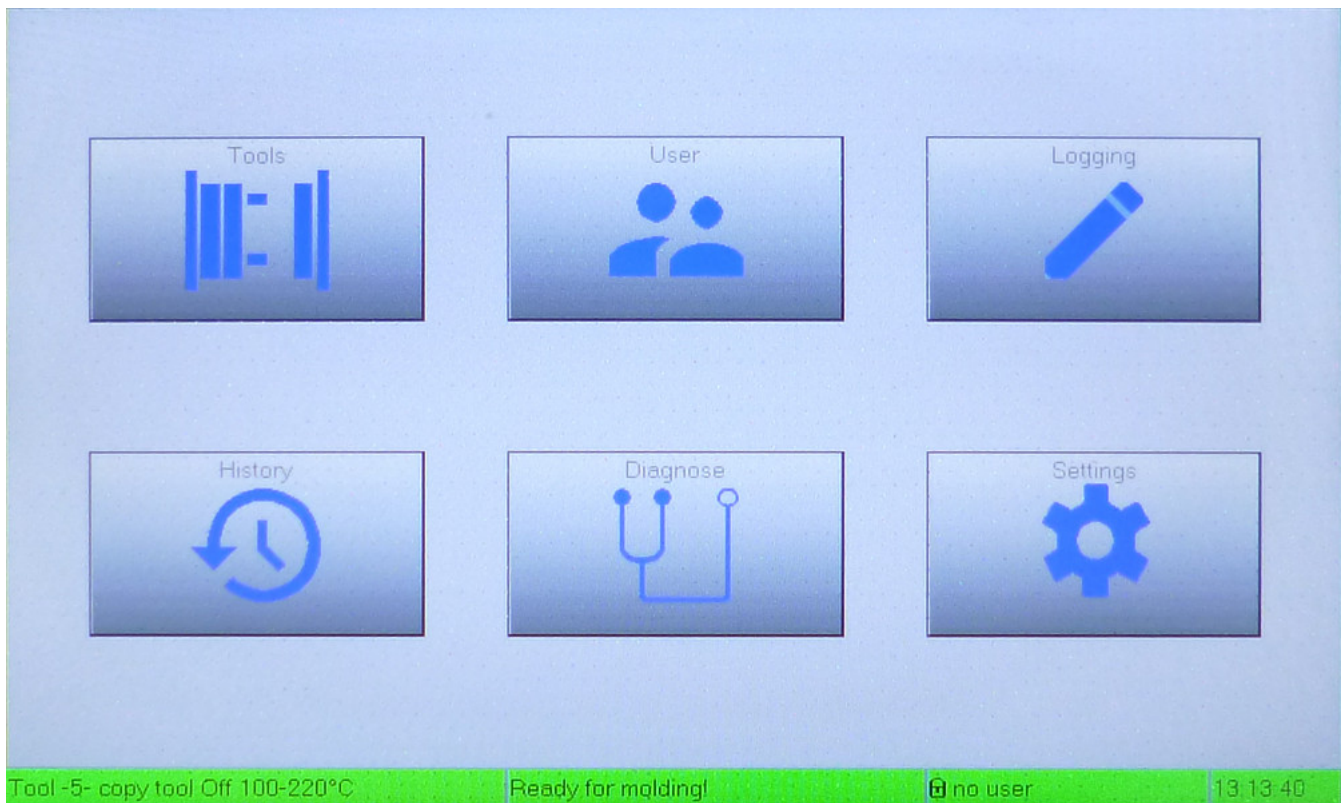 Tools
User
Logging
History
Diagnose
Settings
Tool -5- copy tool Off 100-220°C
Ready for molding!
no user
13:13:40